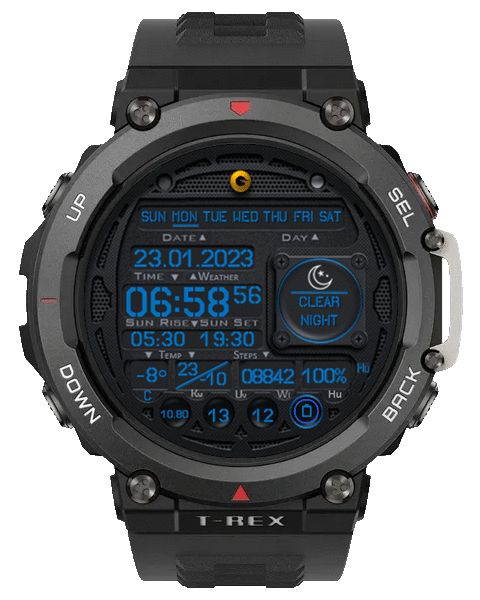 UP
SEL
SUN MON TUE WED THU FRI SAT
DATE▲ DAY▲
23.01.2023
TIME ▼ ▲WEATHER
06:58 56
CLEAR
NIGHT
SUN RISE▼SUN SET
05:30 19:30
▼ TEMP ▼ STEPS ▼
-8° 23/-10 08842 100% Hu
C Kw Uv Wi Hu
10.80 13 12
DOWN
BACK
T-REX